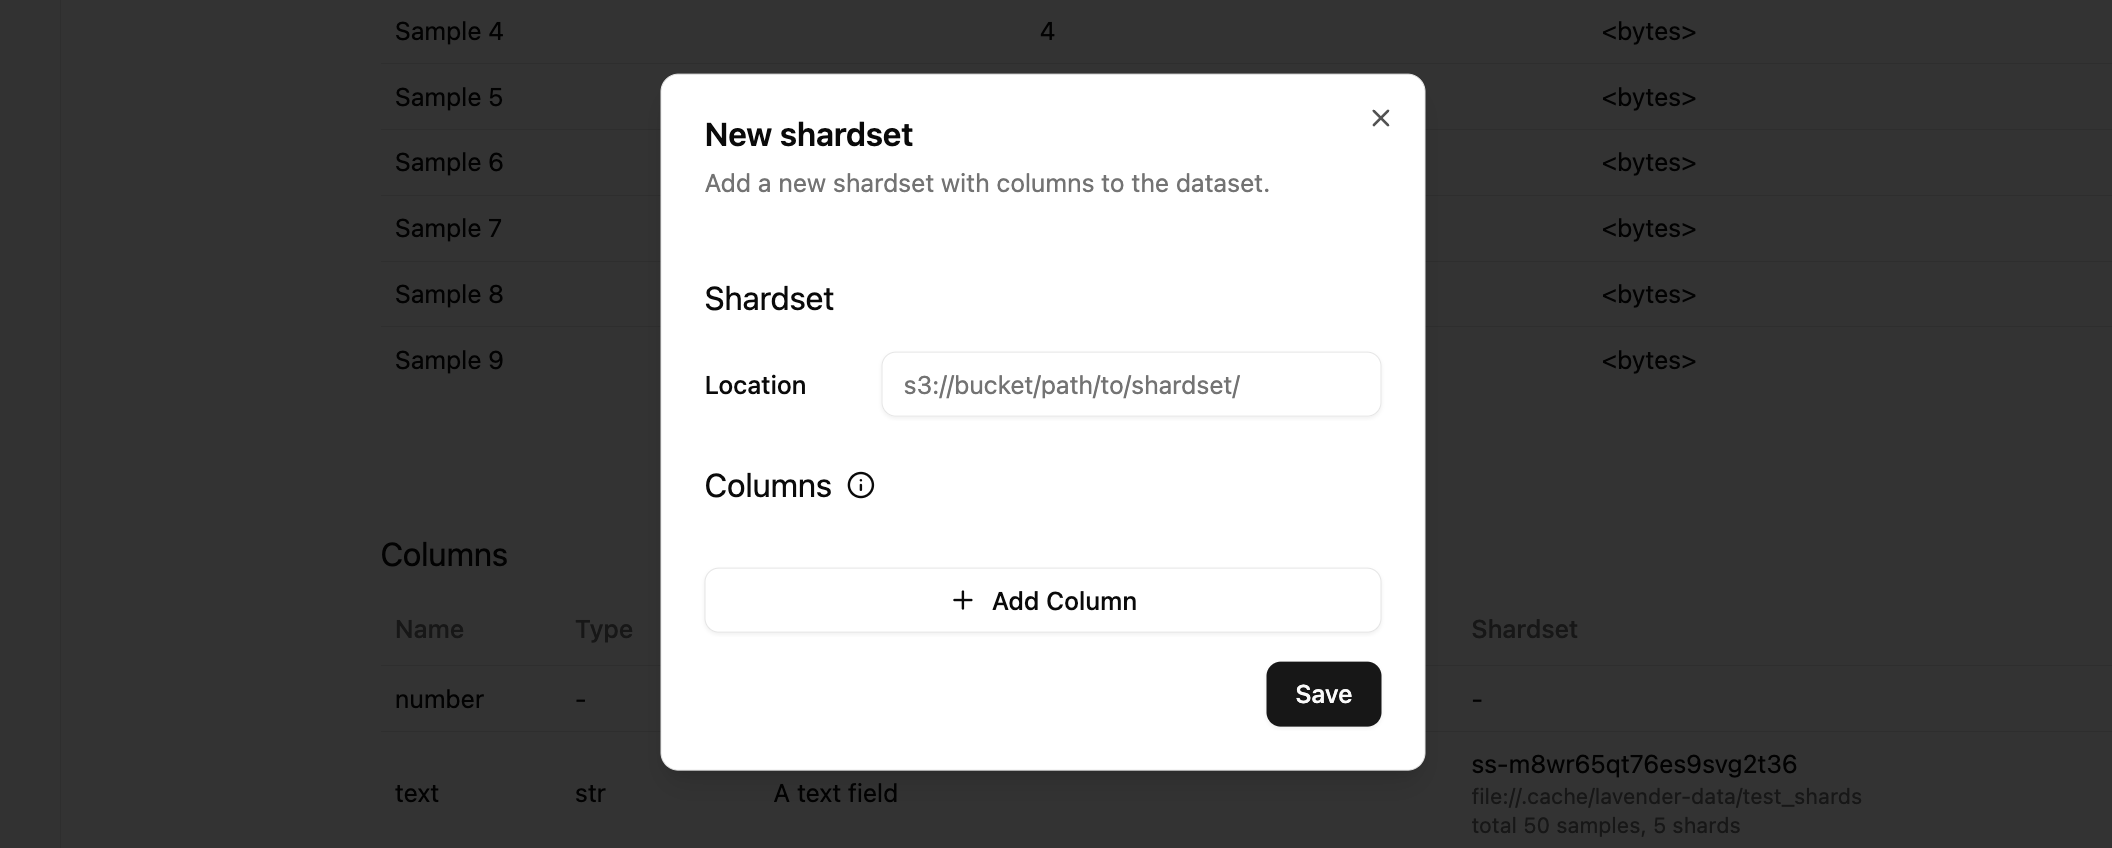 Sample 4 4 <bytes>
Sample 5 <bytes>
Sample 6 <bytes>
Sample 7 <bytes>
Sample 8 <bytes>
Sample 9 <bytes>
New shardset
Add a new shardset with columns to the dataset.
Shardset
Location s3://bucket/path/to/shardset/
Columns
+ Add Column
Save
Columns
Name Type Shardset
number - -
text str A text field ss-m8wr65qt76es9svg2t36
file://.cache/lavender-data/test_shards
total 50 samples, 5 shards